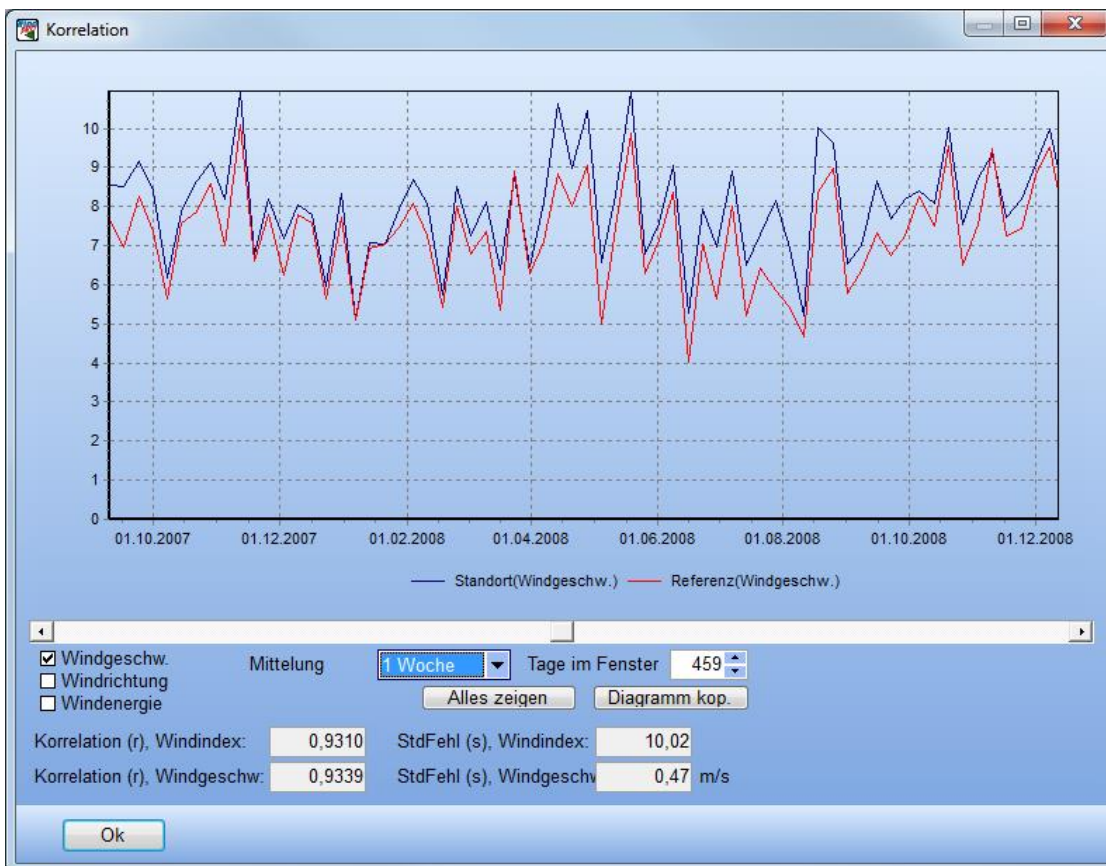 Korrelation
10
9
8
7
6
5
4
3
2
1
0
01.10.2007 01.12.2007 01.02.2008 01.04.2008 01.06.2008 01.08.2008 01.10.2008 01.12.2008
Standort(Windgeschw.) Referenz(Windgeschw.)
Windgeschw. Mittelung 1 Woche Tage im Fenster 459
Windrichtung
Windenergie
Alles zeigen Diagramm kop.
Korrelation (r), Windindex: 0,9310 StdFehl (s), Windindex: 10,02
Korrelation (r), Windgeschw: 0,9339 StdFehl (s), Windgeschw 0,47 m/s
Ok